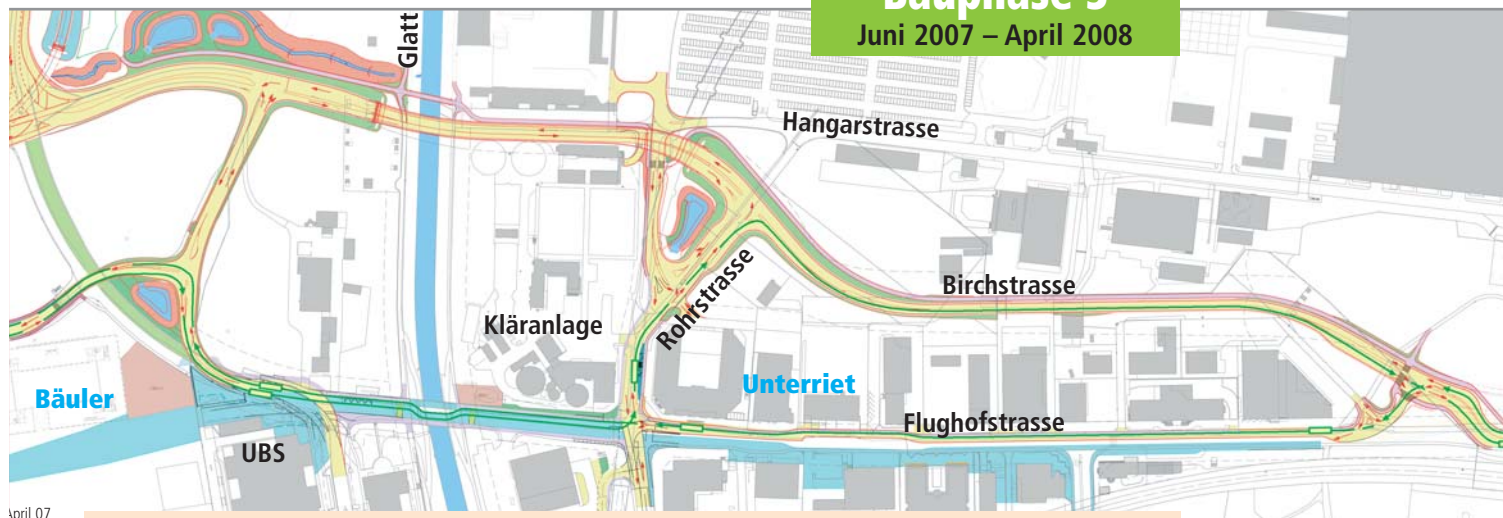 Bauphase 3
Juni 2007 – April 2008
Glatt
Hangarstrasse
Birchstrasse
Rohrstrasse
Kläranlage
Bäuler
Unterriet
Flughofstrasse
UBS
April 07